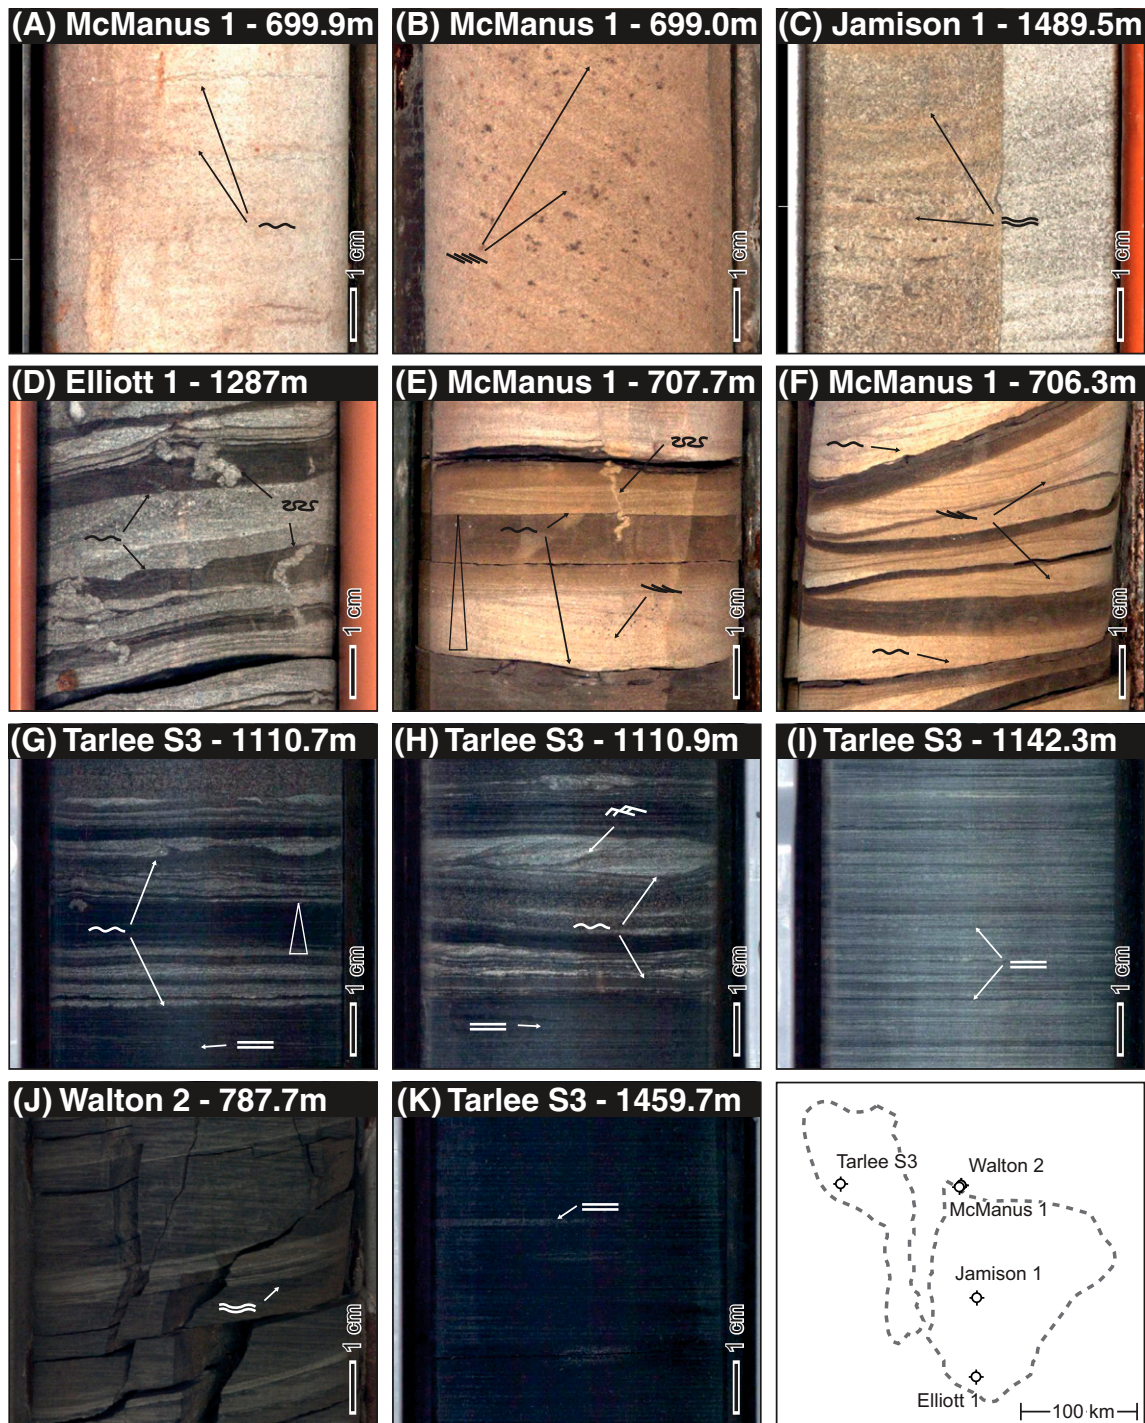 (A) McManus 1 - 699.9m
(B) McManus 1 - 699.0m
(C) Jamison 1 - 1489.5m
1 cm
1 cm
1 cm
(D) Elliott 1 - 1287m
(E) McManus 1 - 707.7m
(F) McManus 1 - 706.3m
1 cm
1 cm
1 cm
(G) Tarlee S3 - 1110.7m
(H) Tarlee S3 - 1110.9m
(I) Tarlee S3 - 1142.3m
1 cm
1 cm
1 cm
(J) Walton 2 - 787.7m
(K) Tarlee S3 - 1459.7m
1 cm
1 cm
Tarlee S3
Walton 2
McManus 1
Jamison 1
Elliott 1
100 km